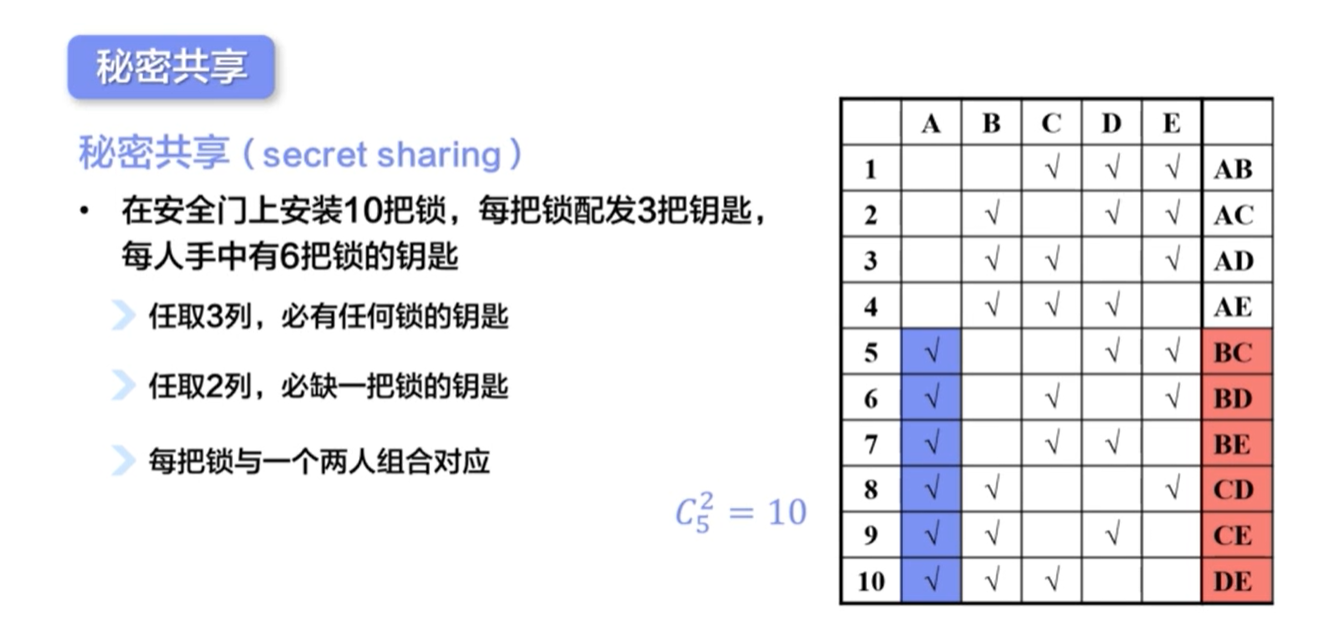 秘密共享
秘密共享（secret sharing）
• 在安全门上安装10把锁，每把锁配发3把钥匙，
每人手中有6把锁的钥匙
任取3列，必有任何锁的钥匙
任取2列，必缺一把锁的钥匙
每把锁与一个两人组合对应
C₅² = 10
A B C D E
1 √ √ √ AB
2 √ √ √ AC
3 √ √ √ AD
4 √ √ √ AE
5 √ √ √ BC
6 √ √ √ BD
7 √ √ √ BE
8 √ √ √ CD
9 √ √ √ CE
10 √ √ √ DE